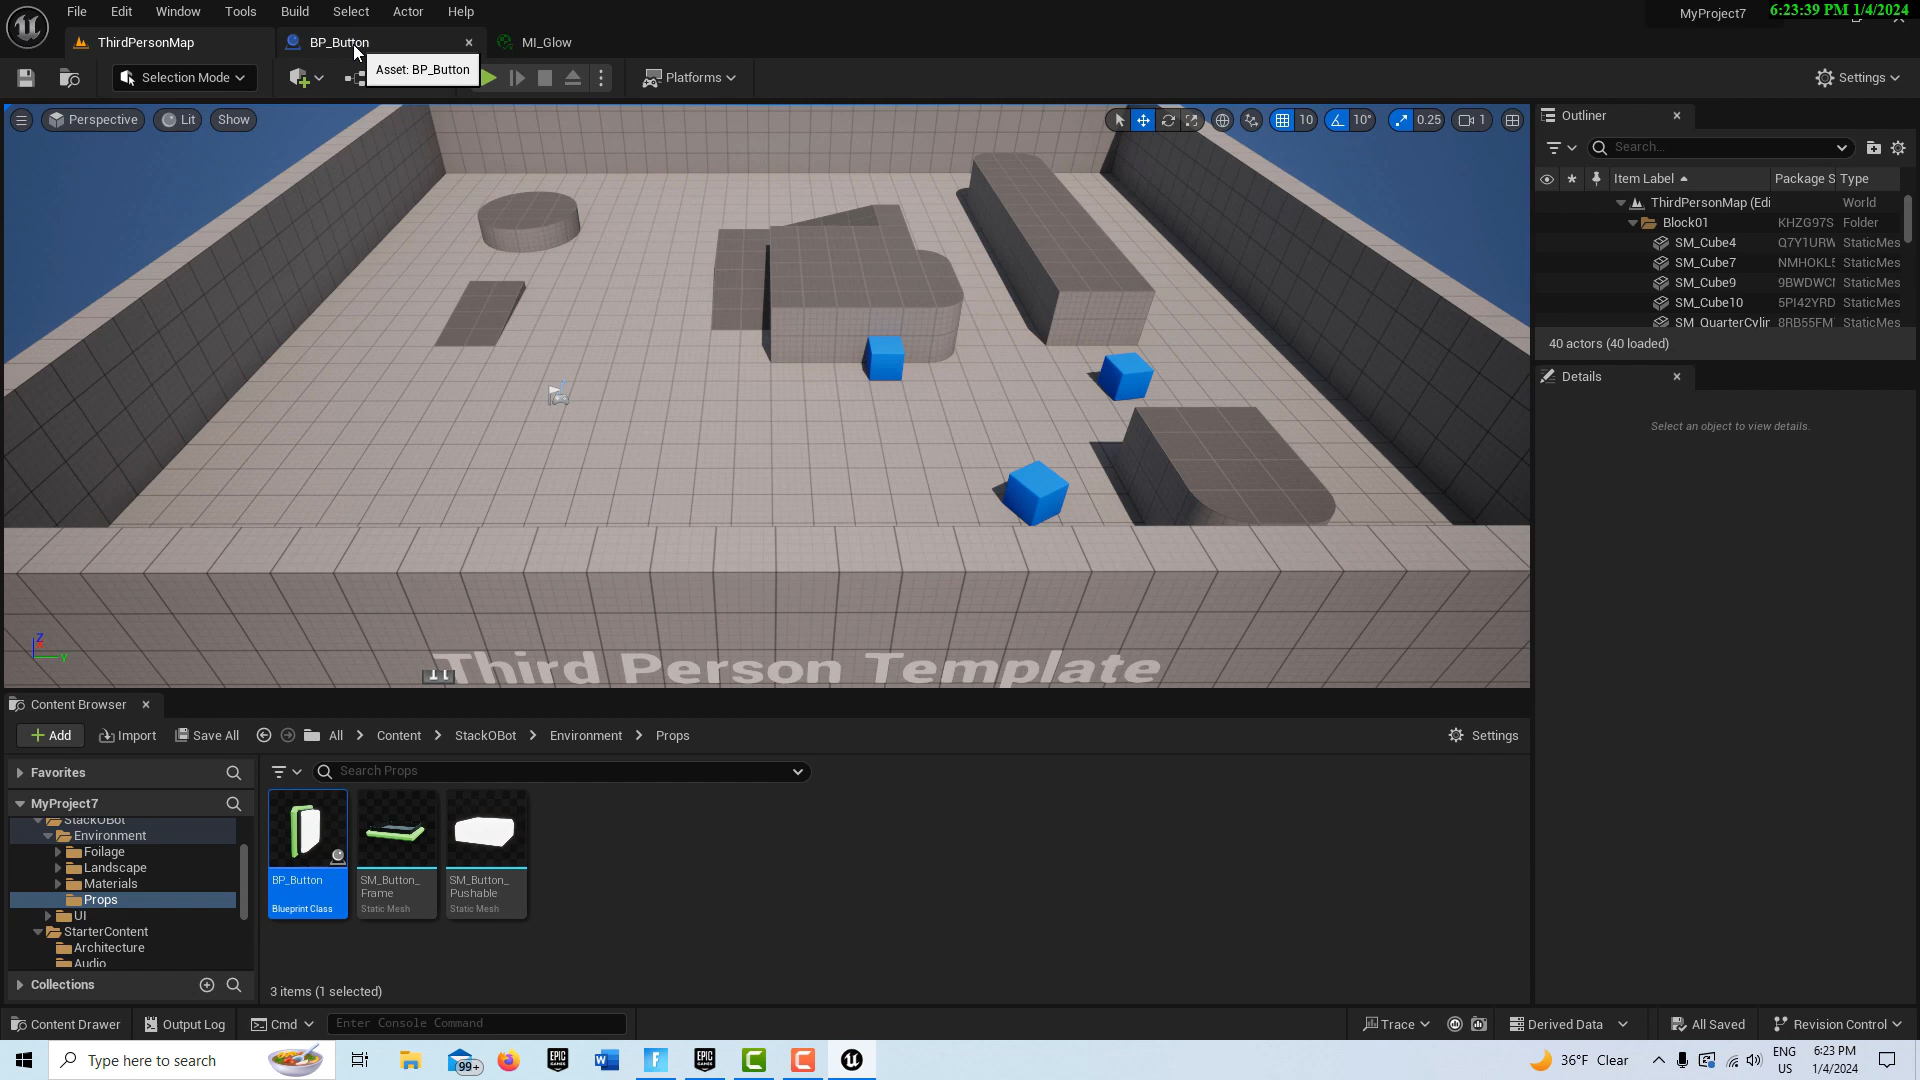 File Edit Window Tools Build Select Actor Help
MyProject7
6:23:39 PM 1/4/2024
ThirdPersonMap
BP_Button
MI_Glow
Selection Mode
Asset: BP_Button
Platforms
Settings
Perspective
Lit
Show
10
10°
0.25
1
Outliner
Search...
Item Label
Package S
Type
ThirdPersonMap (Edi
World
Block01
KHZG97S
Folder
SM_Cube4
Q7Y1URW
StaticMes
SM_Cube7
NMHOKL5
StaticMes
SM_Cube9
9BWDWCI
StaticMes
SM_Cube10
5PI42YRD
StaticMes
SM_QuarterCylir
8RB55FM
StaticMes
40 actors (40 loaded)
Details
Select an object to view details.
Z
Y
Third Person Template
Content Browser
Add
Import
Save All
All
Content
StackOBot
Environment
Props
Settings
Favorites
Search Props
MyProject7
StackOBot
Environment
Foliage
Landscape
Materials
Props
UI
StarterContent
Architecture
Audio
Collections
BP_Button
Blueprint Class
SM_Button_
Frame
Static Mesh
SM_Button_
Pushable
Static Mesh
3 items (1 selected)
Content Drawer
Output Log
Cmd
Enter Console Command
Trace
Derived Data
All Saved
Revision Control
Type here to search
99+
EPIC
GAMES
EPIC
GAMES
36°F Clear
ENG
US
6:23 PM
1/4/2024